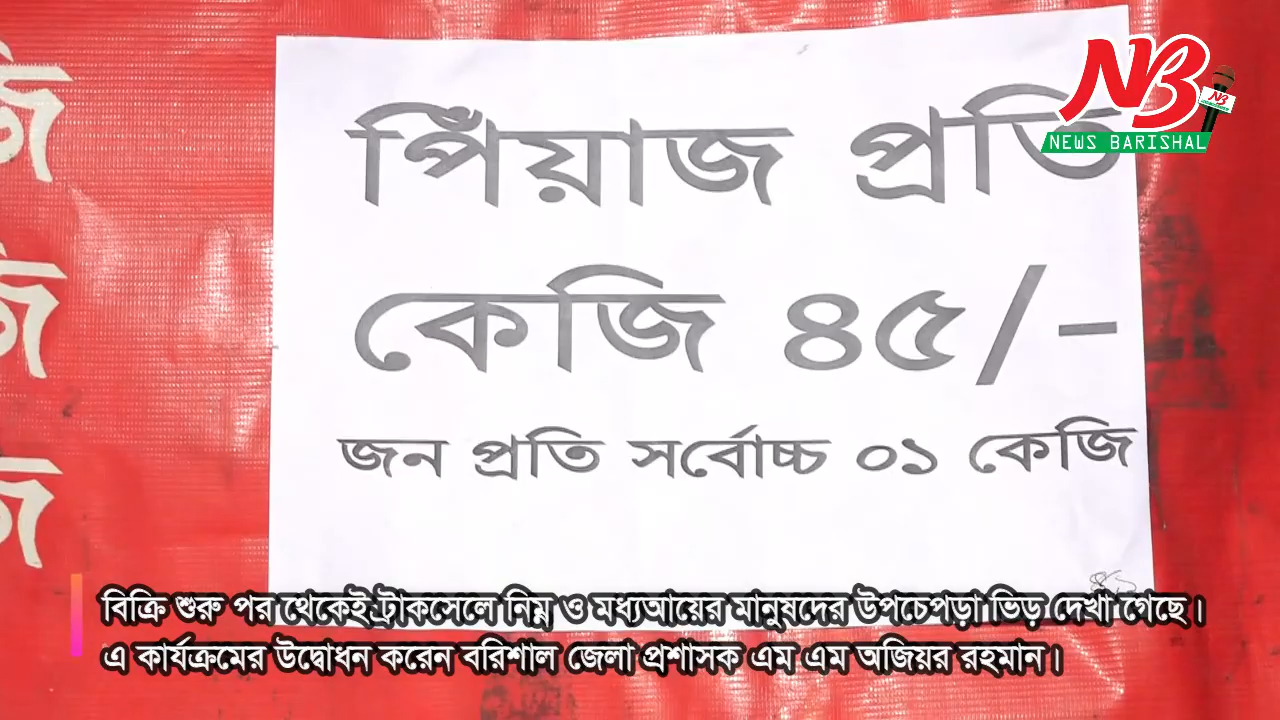 পিঁয়াজ প্রতি
কেজি ৪৫/-
জন প্রতি সর্বোচ্চ ০১ কেজি
NB
NEWS BARISHAL
বিক্রি শুরু পর থেকেই ট্রাকসেলে নিম্ন ও মধ্যআয়ের মানুষদের উপচেপড়া ভিড় দেখা গেছে।
এ কার্যক্রমের উদ্বোধন করেন বরিশাল জেলা প্রশাসক এম এম অজিয়র রহমান।